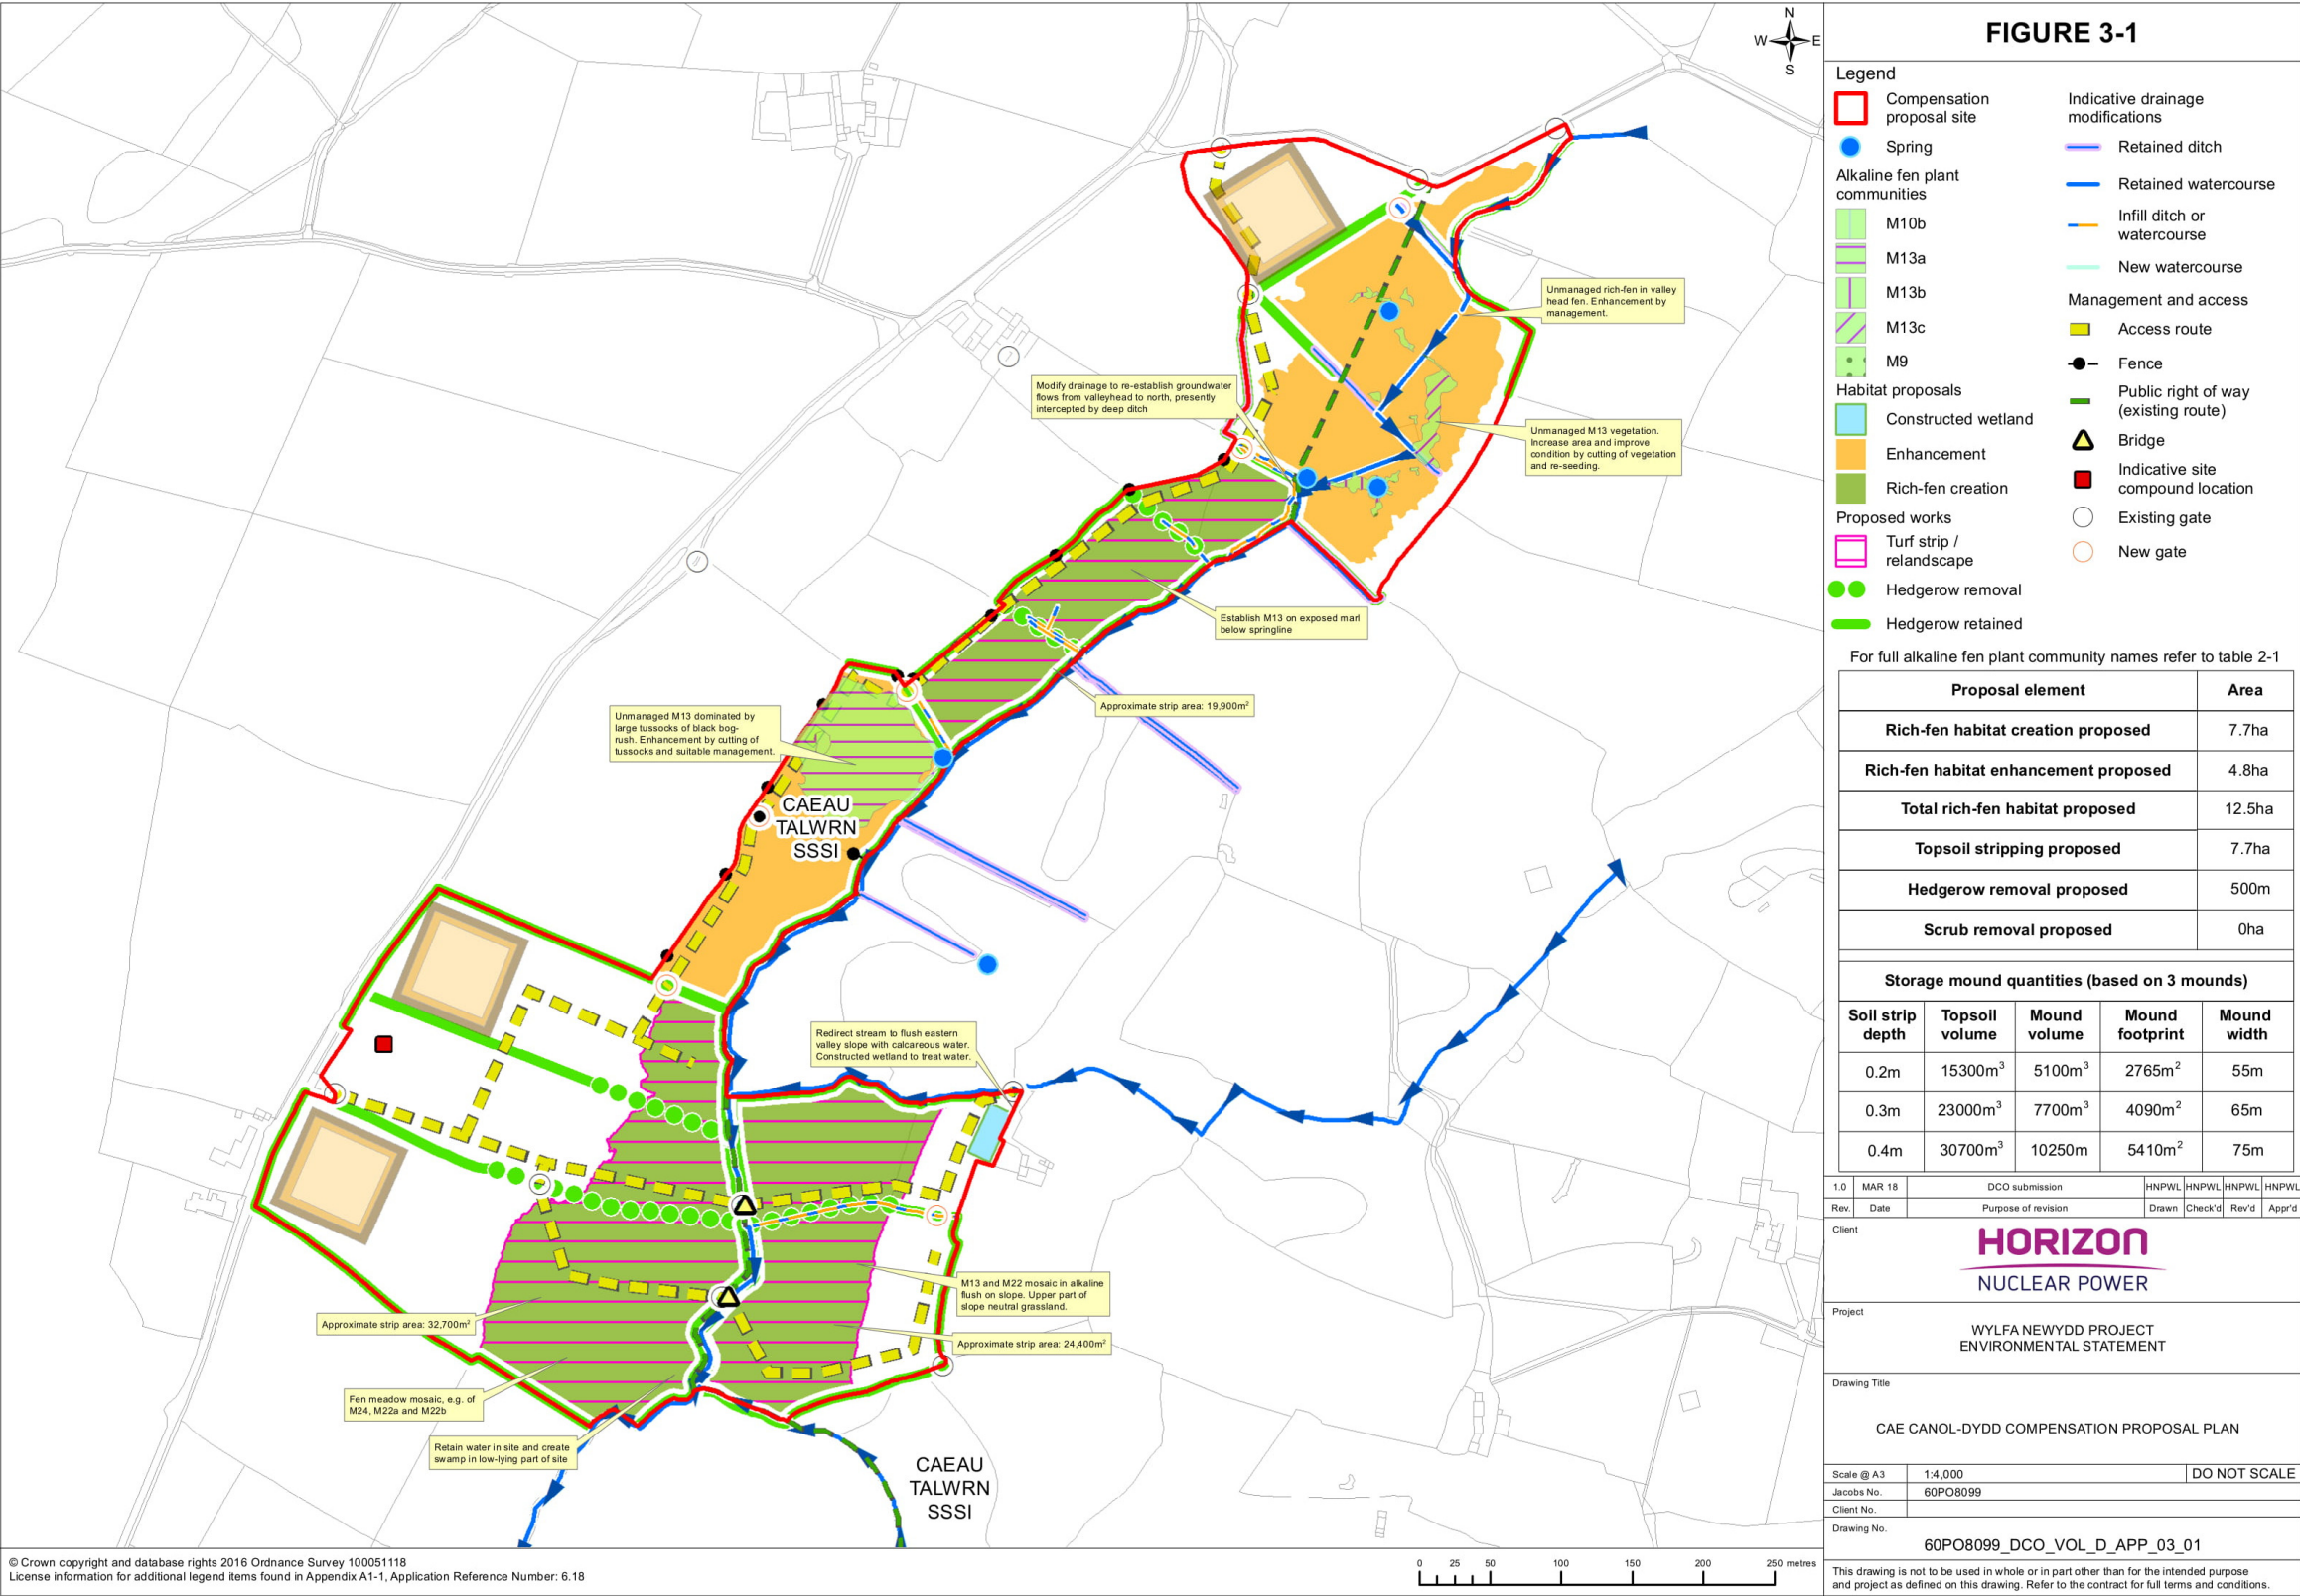 N
W E
S
Unmanaged rich-fen in valley
head fen. Enhancement by
management.
Modify drainage to re-establish groundwater
flows from valleyhead to north, presently
intercepted by deep ditch
Unmanaged M13 vegetation.
Increase area and improve
condition by cutting of vegetation
and re-seeding.
Establish M13 on exposed marl
below springline
Approximate strip area: 19,900m²
Unmanaged M13 dominated by
large tussocks of black bog-
rush. Enhancement by cutting of
tussocks and suitable management.
CAEAU
TALWRN
SSSI
Redirect stream to flush eastern
valley slope with calcareous water.
Constructed wetland to treat water.
M13 and M22 mosaic in alkaline
flush on slope. Upper part of
slope neutral grassland.
Approximate strip area: 32,700m²
Approximate strip area: 24,400m²
Fen meadow mosaic, e.g. of
M24, M22a and M22b
Retain water in site and create
swamp in low-lying part of site
CAEAU
TALWRN
SSSI
© Crown copyright and database rights 2016 Ordnance Survey 100051118
License information for additional legend items found in Appendix A1-1, Application Reference Number: 6.18
0 25 50 100 150 200 250 metres
FIGURE 3-1
Legend
Compensation
proposal site
Spring
Alkaline fen plant
communities
M10b
M13a
M13b
M13c
M9
Habitat proposals
Constructed wetland
Enhancement
Rich-fen creation
Proposed works
Turf strip /
relandscape
Hedgerow removal
Hedgerow retained
Indicative drainage
modifications
Retained ditch
Retained watercourse
Infill ditch or
watercourse
New watercourse
Management and access
Access route
Fence
Public right of way
(existing route)
Bridge
Indicative site
compound location
Existing gate
New gate
For full alkaline fen plant community names refer to table 2-1
Proposal element Area
Rich-fen habitat creation proposed 7.7ha
Rich-fen habitat enhancement proposed 4.8ha
Total rich-fen habitat proposed 12.5ha
Topsoil stripping proposed 7.7ha
Hedgerow removal proposed 500m
Scrub removal proposed 0ha
Storage mound quantities (based on 3 mounds)
Soil strip depth Topsoil volume Mound volume Mound footprint Mound width
0.2m 15300m³ 5100m³ 2765m² 55m
0.3m 23000m³ 7700m³ 4090m² 65m
0.4m 30700m³ 10250m 5410m² 75m
1.0 MAR 18 DCO submission HNPWL HNPWL HNPWL HNPWL
Rev. Date Purpose of revision Drawn Check'd Rev'd Appr'd
Client
HORIZON
NUCLEAR POWER
Project
WYLFA NEWYDD PROJECT
ENVIRONMENTAL STATEMENT
Drawing Title
CAE CANOL-DYDD COMPENSATION PROPOSAL PLAN
Scale @ A3 1:4,000 DO NOT SCALE
Jacobs No. 60PO8099
Client No.
Drawing No.
60PO8099_DCO_VOL_D_APP_03_01
This drawing is not to be used in whole or in part other than for the intended purpose
and project as defined on this drawing. Refer to the contract for full terms and conditions.